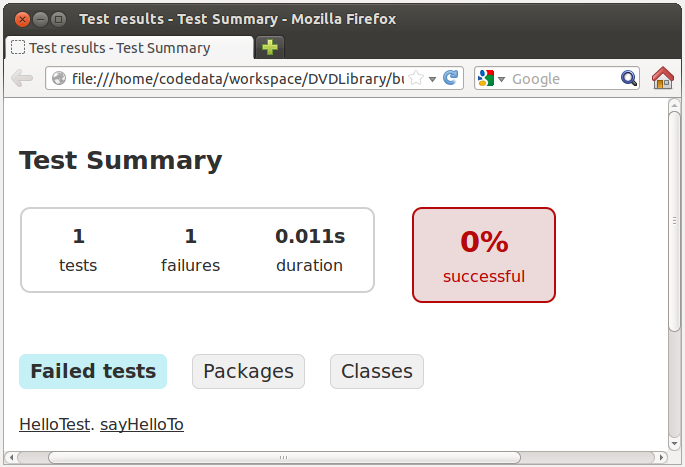 Test results - Test Summary - Mozilla Firefox
Test results - Test Summary
file:///home/codedata/workspace/DVDLibrary/bu
Google
Test Summary
1 1 0.011s
tests failures duration
0%
successful
Failed tests Packages Classes
HelloTest. sayHelloTo